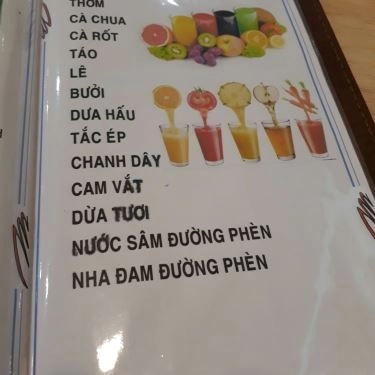 THƠM
CÀ CHUA
CÀ RỐT
TÁO
LÊ
BƯỞI
DƯA HẤU
TẮC ÉP
CHANH DÂY
CAM VẮT
DỪA TƯƠI
NƯỚC SÂM ĐƯỜNG PHÈN
NHA ĐAM ĐƯỜNG PHÈN